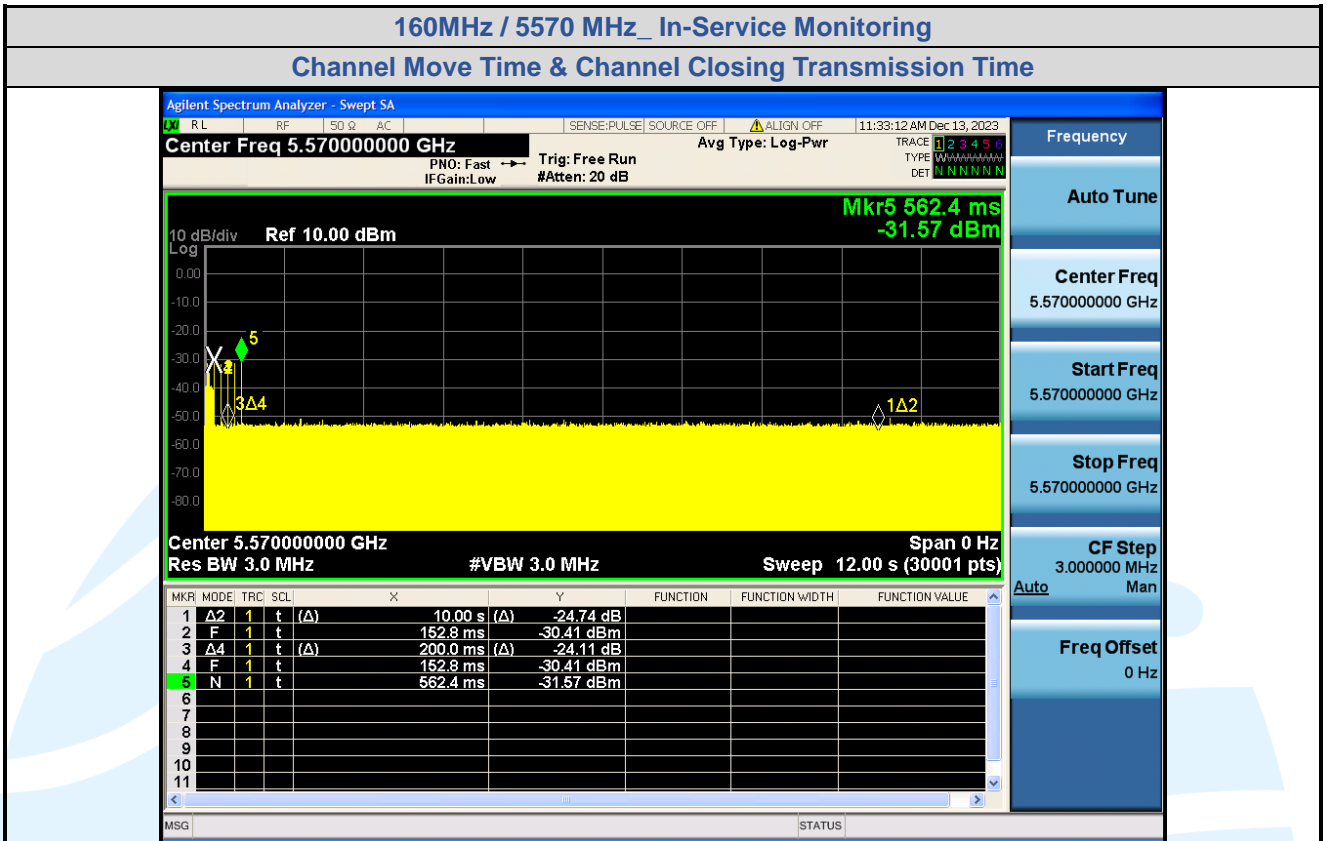 160MHz / 5570 MHz_ In-Service Monitoring
Channel Move Time & Channel Closing Transmission Time
Agilent Spectrum Analyzer - Swept SA
LXI RL RF 50 Ω AC SENSE:PULSE SOURCE OFF ALIGN OFF 11:33:12 AM Dec 13, 2023
Center Freq 5.570000000 GHz
PNO: Fast
IFGain:Low
Trig: Free Run
#Atten: 20 dB
Avg Type: Log-Pwr
TRACE 1 2 3 4 5 6
TYPE WWWWWW
DET N N N N N N
Mkr5 562.4 ms
-31.57 dBm
10 dB/div Ref 10.00 dBm
Log
0.00
-10.0
-20.0
-30.0
-40.0
-50.0
-60.0
-70.0
-80.0
5
3Δ4
1Δ2
Center 5.570000000 GHz Span 0 Hz
Res BW 3.0 MHz #VBW 3.0 MHz Sweep 12.00 s (30001 pts)
MKR MODE TRC SCL X Y FUNCTION FUNCTION WIDTH FUNCTION VALUE
1 Δ2 1 t (Δ) 10.00 s (Δ) -24.74 dB
2 F 1 t 152.8 ms -30.41 dBm
3 Δ4 1 t (Δ) 200.0 ms (Δ) -24.11 dB
4 F 1 t 152.8 ms -30.41 dBm
5 N 1 t 562.4 ms -31.57 dBm
6
7
8
9
10
11
MSG STATUS
Frequency
Auto Tune
Center Freq
5.570000000 GHz
Start Freq
5.570000000 GHz
Stop Freq
5.570000000 GHz
CF Step
3.000000 MHz
Auto Man
Freq Offset
0 Hz